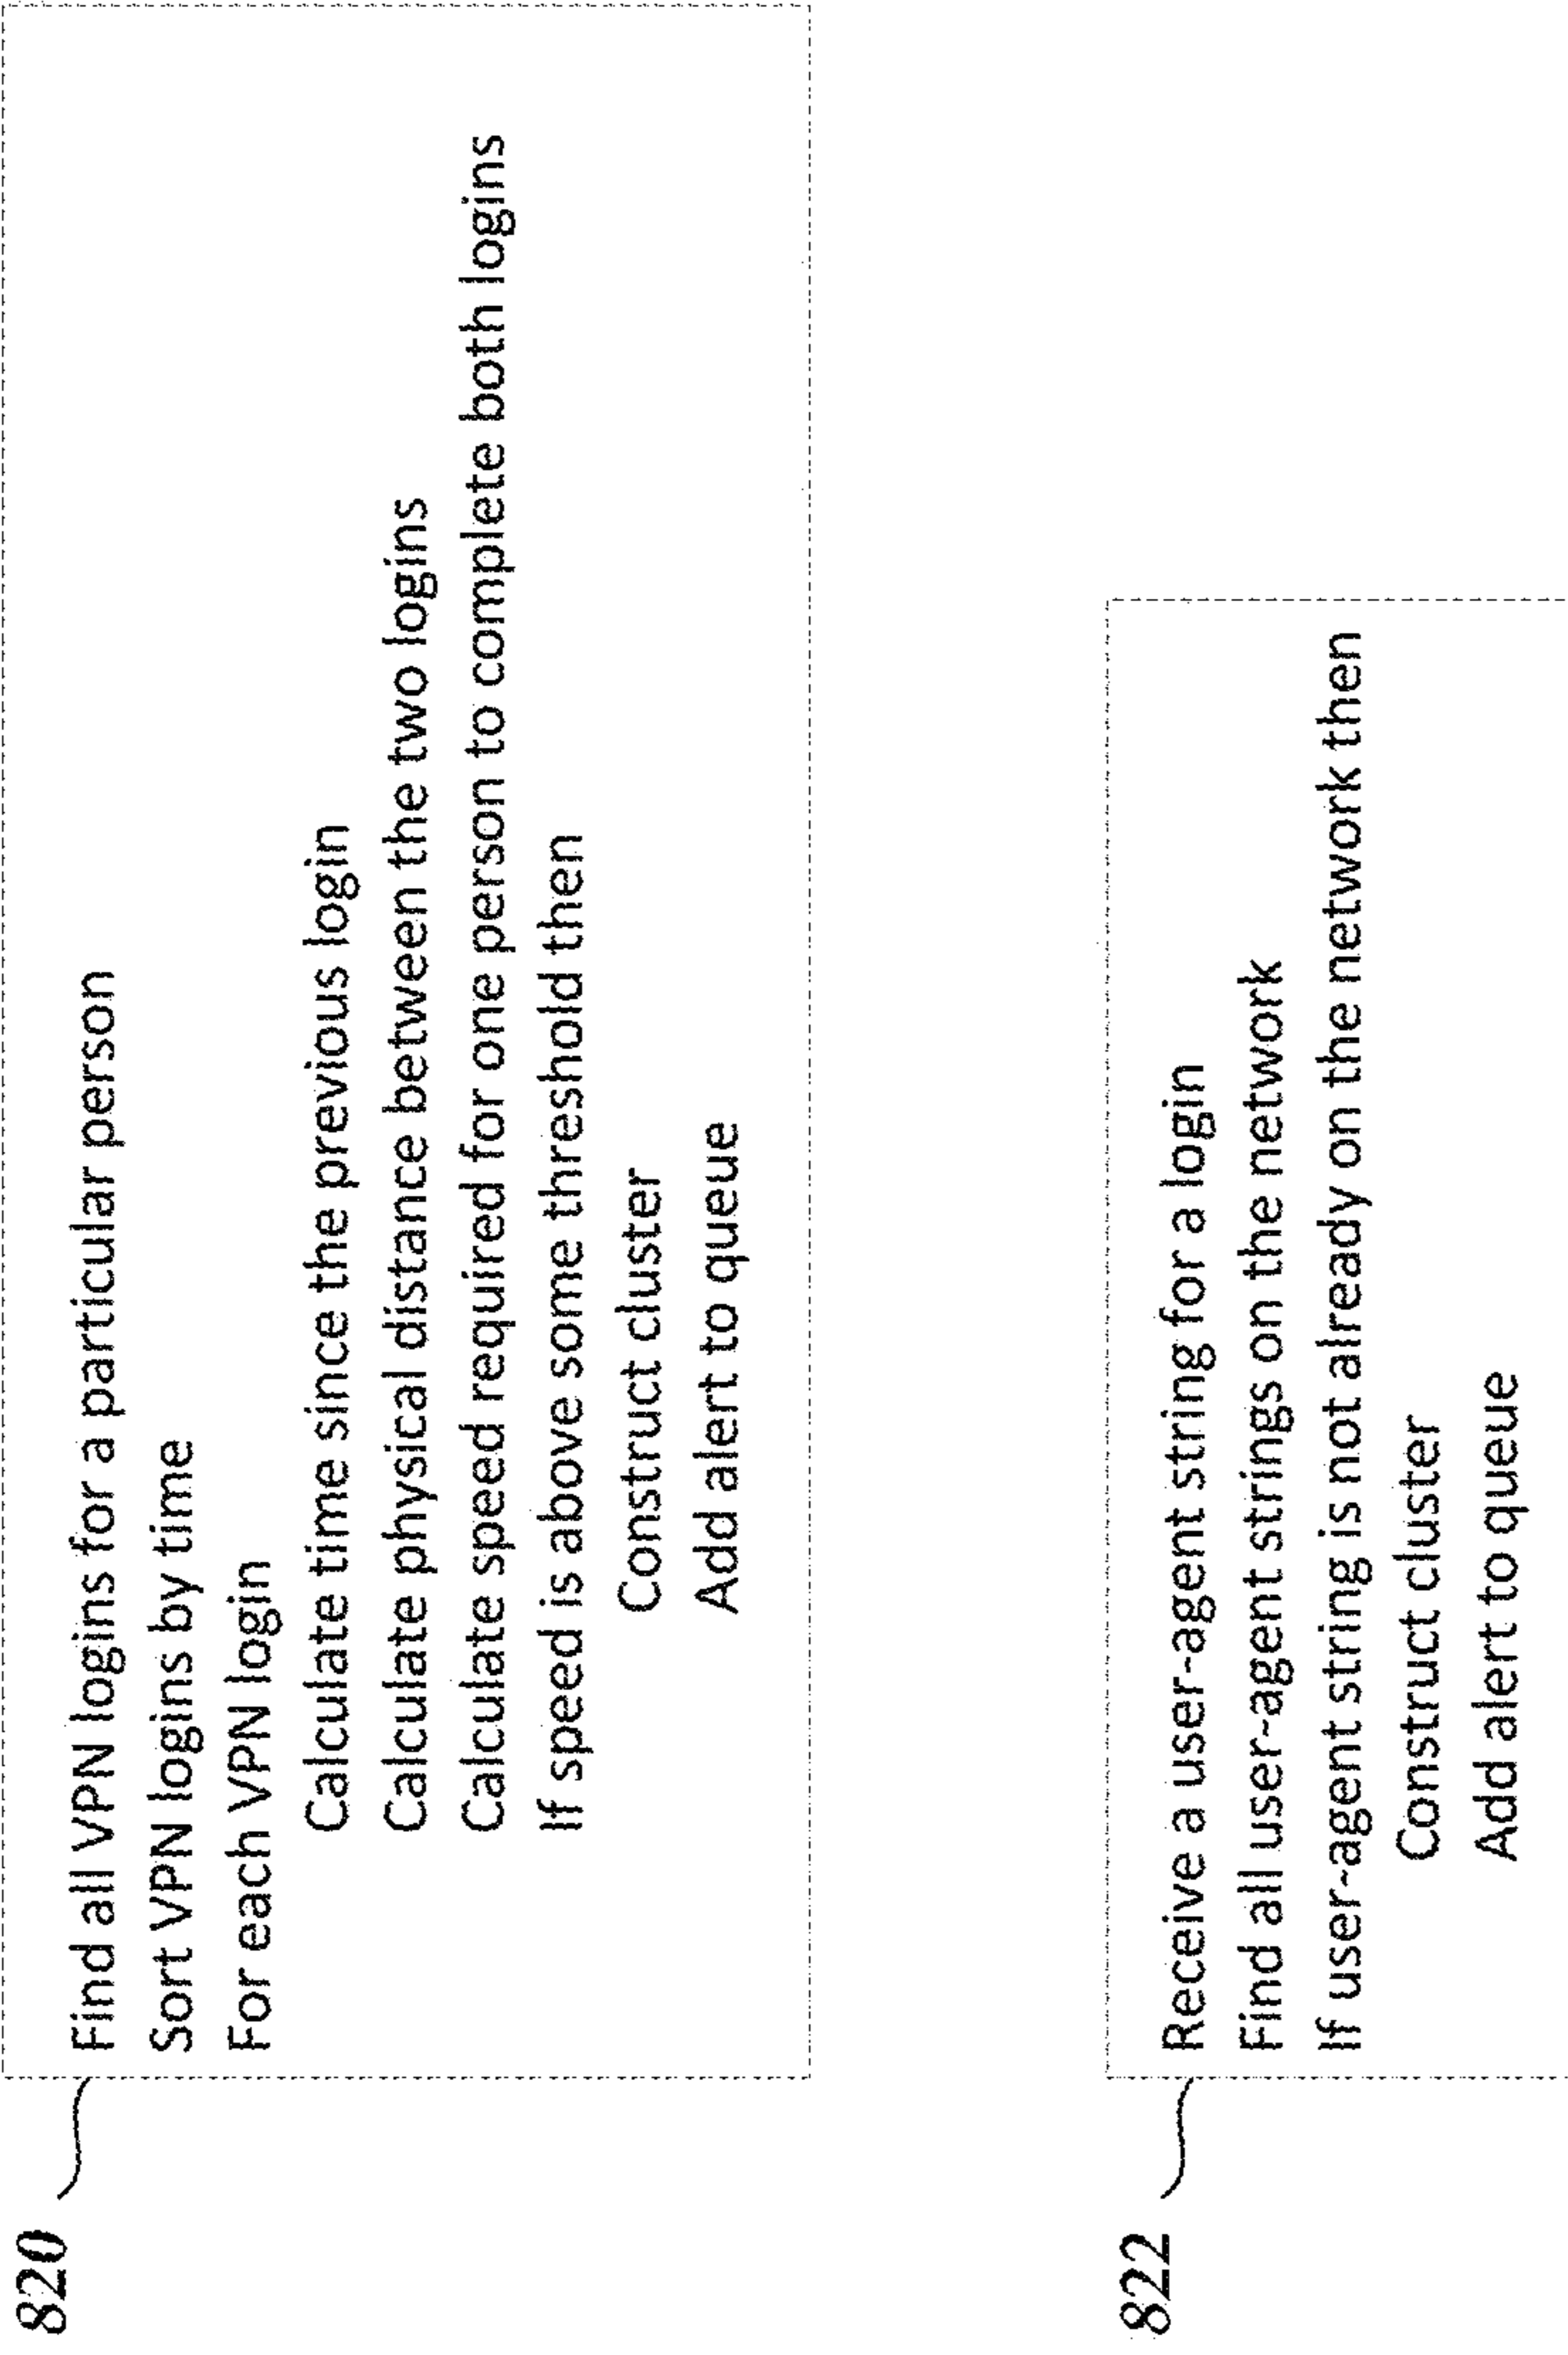 820
Find all VPN logins for a particular person
Sort VPN logins by time
For each VPN login
Calculate time since the previous login
Calculate physical distance between the two logins
Calculate speed required for one person to complete both logins
If speed is above some threshold then
Construct cluster
Add alert to queue
822
Receive a user-agent string for a login
Find all user-agent strings on the network
If user-agent string is not already on the network then
Construct cluster
Add alert to queue